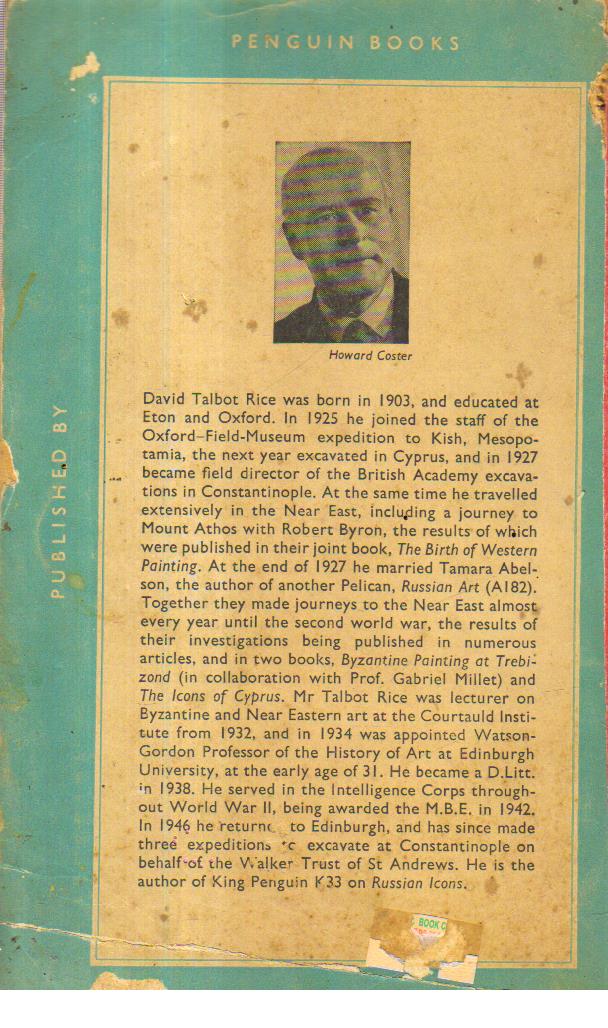 PENGUIN BOOKS
PUBLISHED BY
Howard Coster
David Talbot Rice was born in 1903, and educated at
Eton and Oxford. In 1925 he joined the staff of the
Oxford–Field-Museum expedition to Kish, Mesopo-
tamia, the next year excavated in Cyprus, and in 1927
became field director of the British Academy excava-
tions in Constantinople. At the same time he travelled
extensively in the Near East, including a journey to
Mount Athos with Robert Byron, the results of which
were published in their joint book, The Birth of Western
Painting. At the end of 1927 he married Tamara Abel-
son, the author of another Pelican, Russian Art (A182).
Together they made journeys to the Near East almost
every year until the second world war, the results of
their investigations being published in numerous
articles, and in two books, Byzantine Painting at Trebi-
zond (in collaboration with Prof. Gabriel Millet) and
The Icons of Cyprus. Mr Talbot Rice was lecturer on
Byzantine and Near Eastern art at the Courtauld Insti-
tute from 1932, and in 1934 was appointed Watson-
Gordon Professor of the History of Art at Edinburgh
University, at the early age of 31. He became a D.Litt.
in 1938. He served in the Intelligence Corps through-
out World War II, being awarded the M.B.E. in 1942.
In 1946 he to Edinburgh, and has since made
three expeditions excavate at Constantinople on
behalf of the Walker Trust of St Andrews. He is the
author of King Penguin K33 on Russian Icons.
BOOK